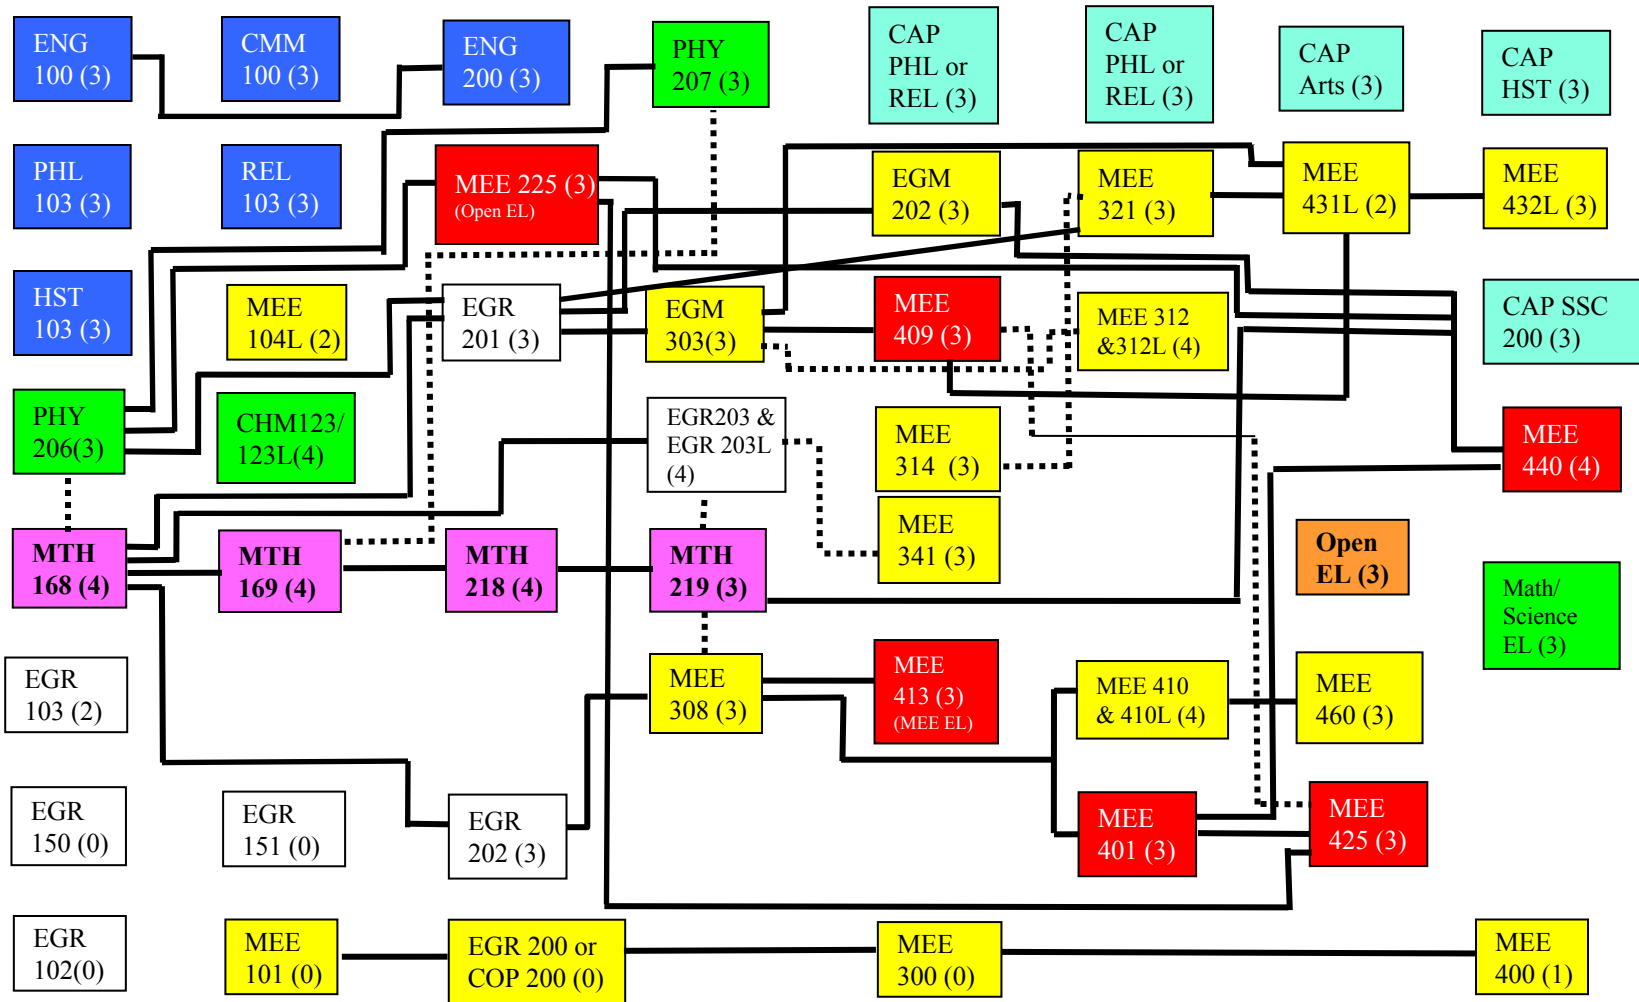 ENG
100 (3)
CMM
100 (3)
ENG
200 (3)
PHY
207 (3)
CAP
PHL or
REL (3)
CAP
PHL or
REL (3)
CAP
Arts (3)
CAP
HST (3)
PHL
103 (3)
REL
103 (3)
MEE 225 (3)
(Open EL)
EGM
202 (3)
MEE
321 (3)
MEE
431L (2)
MEE
432L (3)
HST
103 (3)
MEE
104L (2)
EGR
201 (3)
EGM
303(3)
MEE
409 (3)
MEE 312
&312L (4)
CAP SSC
200 (3)
PHY
206(3)
CHM123/
123L(4)
EGR203 &
EGR 203L
(4)
MEE
314 (3)
MEE
440 (4)
MTH
168 (4)
MTH
169 (4)
MTH
218 (4)
MTH
219 (3)
MEE
341 (3)
Open
EL (3)
Math/
Science
EL (3)
EGR
103 (2)
MEE
308 (3)
MEE
413 (3)
(MEE EL)
MEE 410
& 410L (4)
MEE
460 (3)
EGR
150 (0)
EGR
151 (0)
EGR
202 (3)
MEE
401 (3)
MEE
425 (3)
EGR
102(0)
MEE
101 (0)
EGR 200 or
COP 200 (0)
MEE
300 (0)
MEE
400 (1)